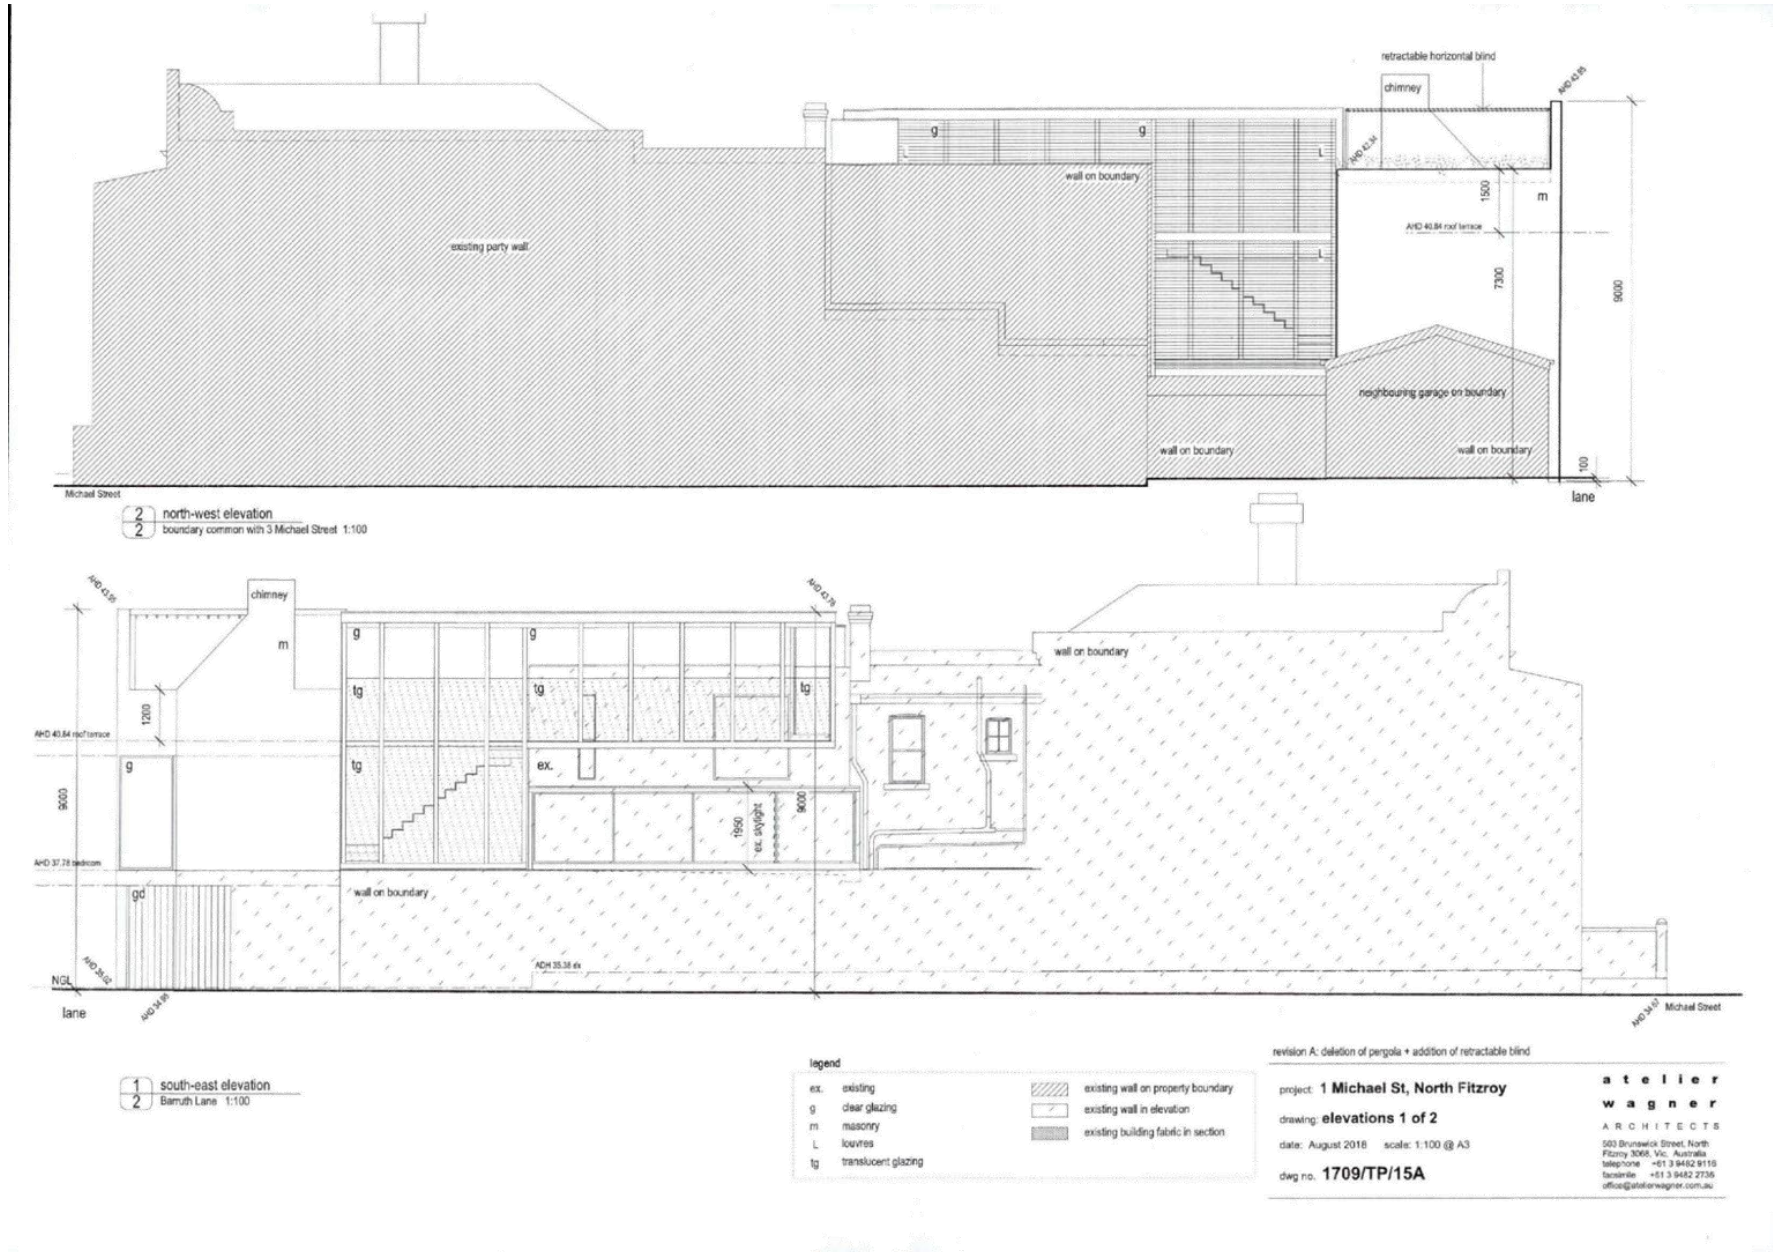 retractable horizontal blind
chimney
AHD 43.95
g
g
L
L
AHD 42.34
wall on boundary
1500
m
existing party wall
AHD 40.84 roof terrace
L
7300
9000
neighbouring garage on boundary
wall on boundary
wall on boundary
100
Michael Street
lane
2
2
north-west elevation
boundary common with 3 Michael Street 1:100
AHD 43.95
chimney
AHD 43.78
g
g
m
wall on boundary
tg
tg
tg
1200
AHD 40.84 roof terrace
g
tg
ex.
9000
1950
ex. skylight
9000
AHD 37.78 bedroom
gd
wall on boundary
ADH 35.38 ex
NGL
AHD 35.02
lane
AHD 34.95
AHD 34.67
Michael Street
1
2
south-east elevation
Barruth Lane 1:100
legend
ex. existing
g clear glazing
m masonry
L louvres
tg translucent glazing
existing wall on property boundary
existing wall in elevation
existing building fabric in section
revision A: deletion of pergola + addition of retractable blind
project: 1 Michael St, North Fitzroy
drawing: elevations 1 of 2
date: August 2018 scale: 1:100 @ A3
dwg no. 1709/TP/15A
atelier
wagner
ARCHITECTS
503 Brunswick Street, North
Fitzroy 3068, Vic, Australia
telephone +61 3 9482 9116
facsimile +61 3 9482 2736
office@atelierwagner.com.au